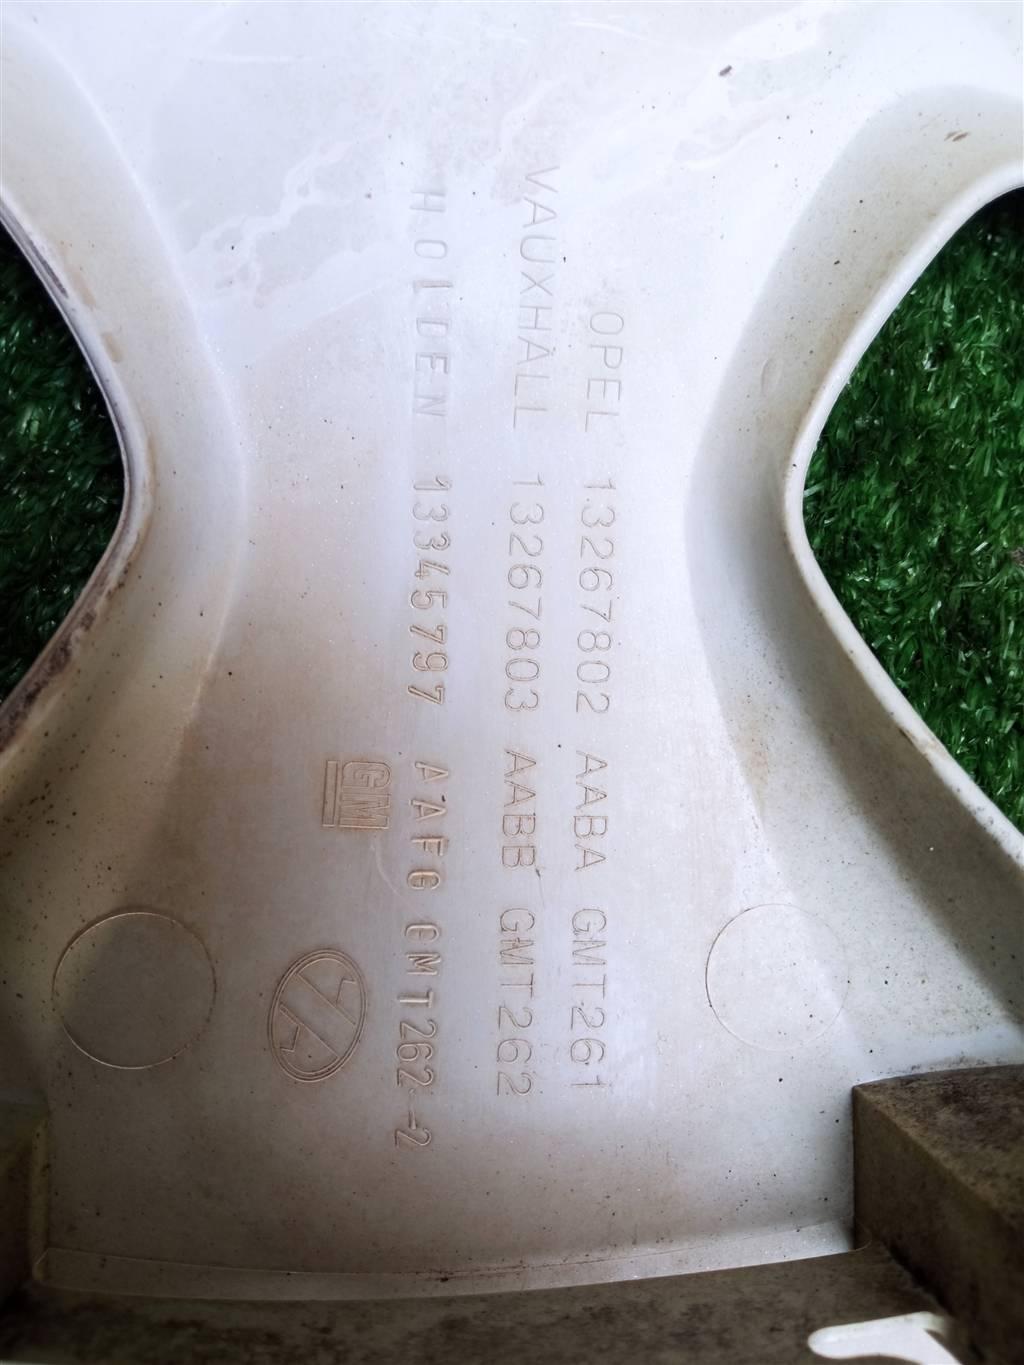 OPEL 13267802 AABA GMT261
VAUXHALL 13267803 AABB GMT262
HOLDEN 13345797 AAFG GMT262-2
GM